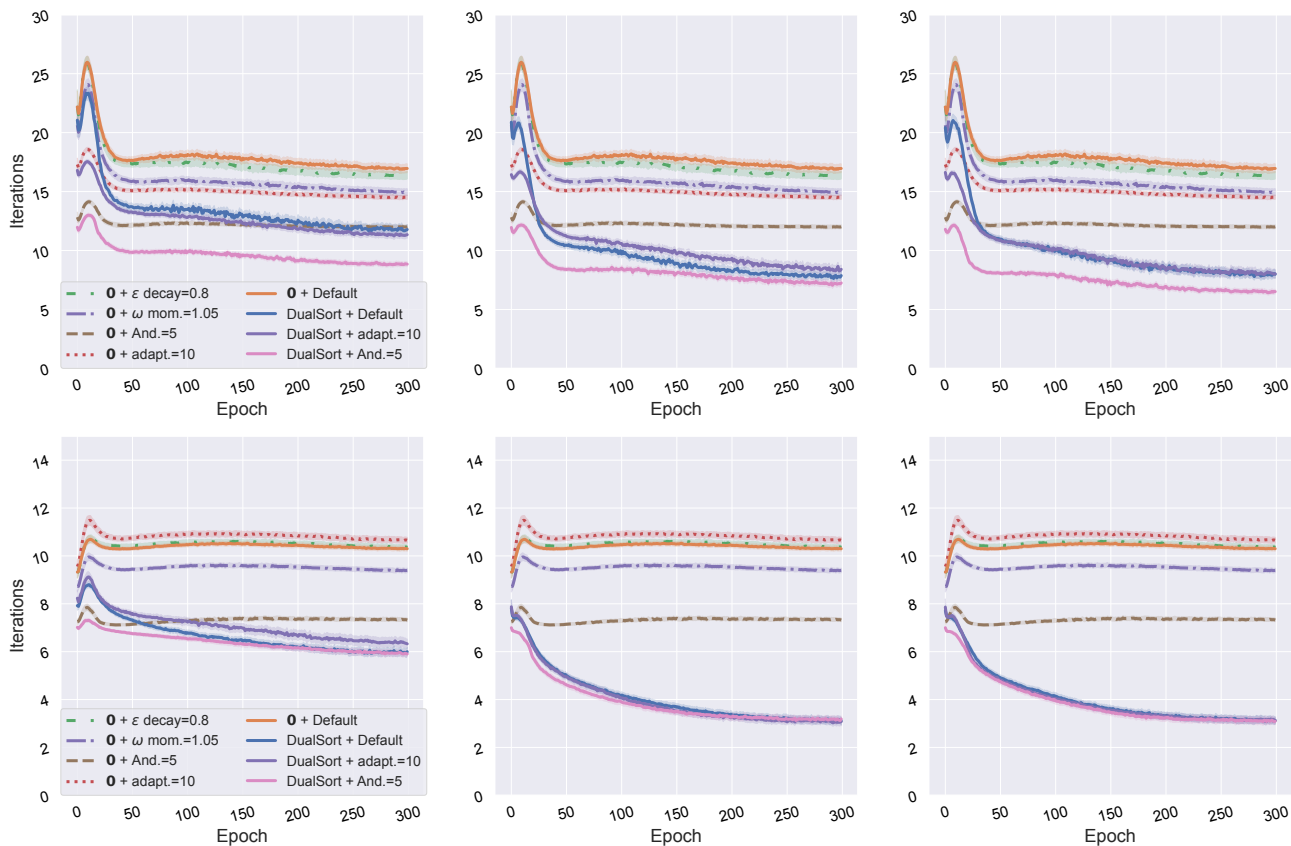 30
25
20
15
10
5
0
Iterations
0 + ε decay=0.8
0 + ω mom.=1.05
0 + And.=5
0 + adapt.=10
0 + Default
DualSort + Default
DualSort + adapt.=10
DualSort + And.=5
0 50 100 150 200 250 300
Epoch
30
25
20
15
10
5
0
0 50 100 150 200 250 300
Epoch
30
25
20
15
10
5
0
0 50 100 150 200 250 300
Epoch
14
12
10
8
6
4
2
0
Iterations
0 + ε decay=0.8
0 + ω mom.=1.05
0 + And.=5
0 + adapt.=10
0 + Default
DualSort + Default
DualSort + adapt.=10
DualSort + And.=5
0 50 100 150 200 250 300
Epoch
14
12
10
8
6
4
2
0
0 50 100 150 200 250 300
Epoch
14
12
10
8
6
4
2
0
0 50 100 150 200 250 300
Epoch